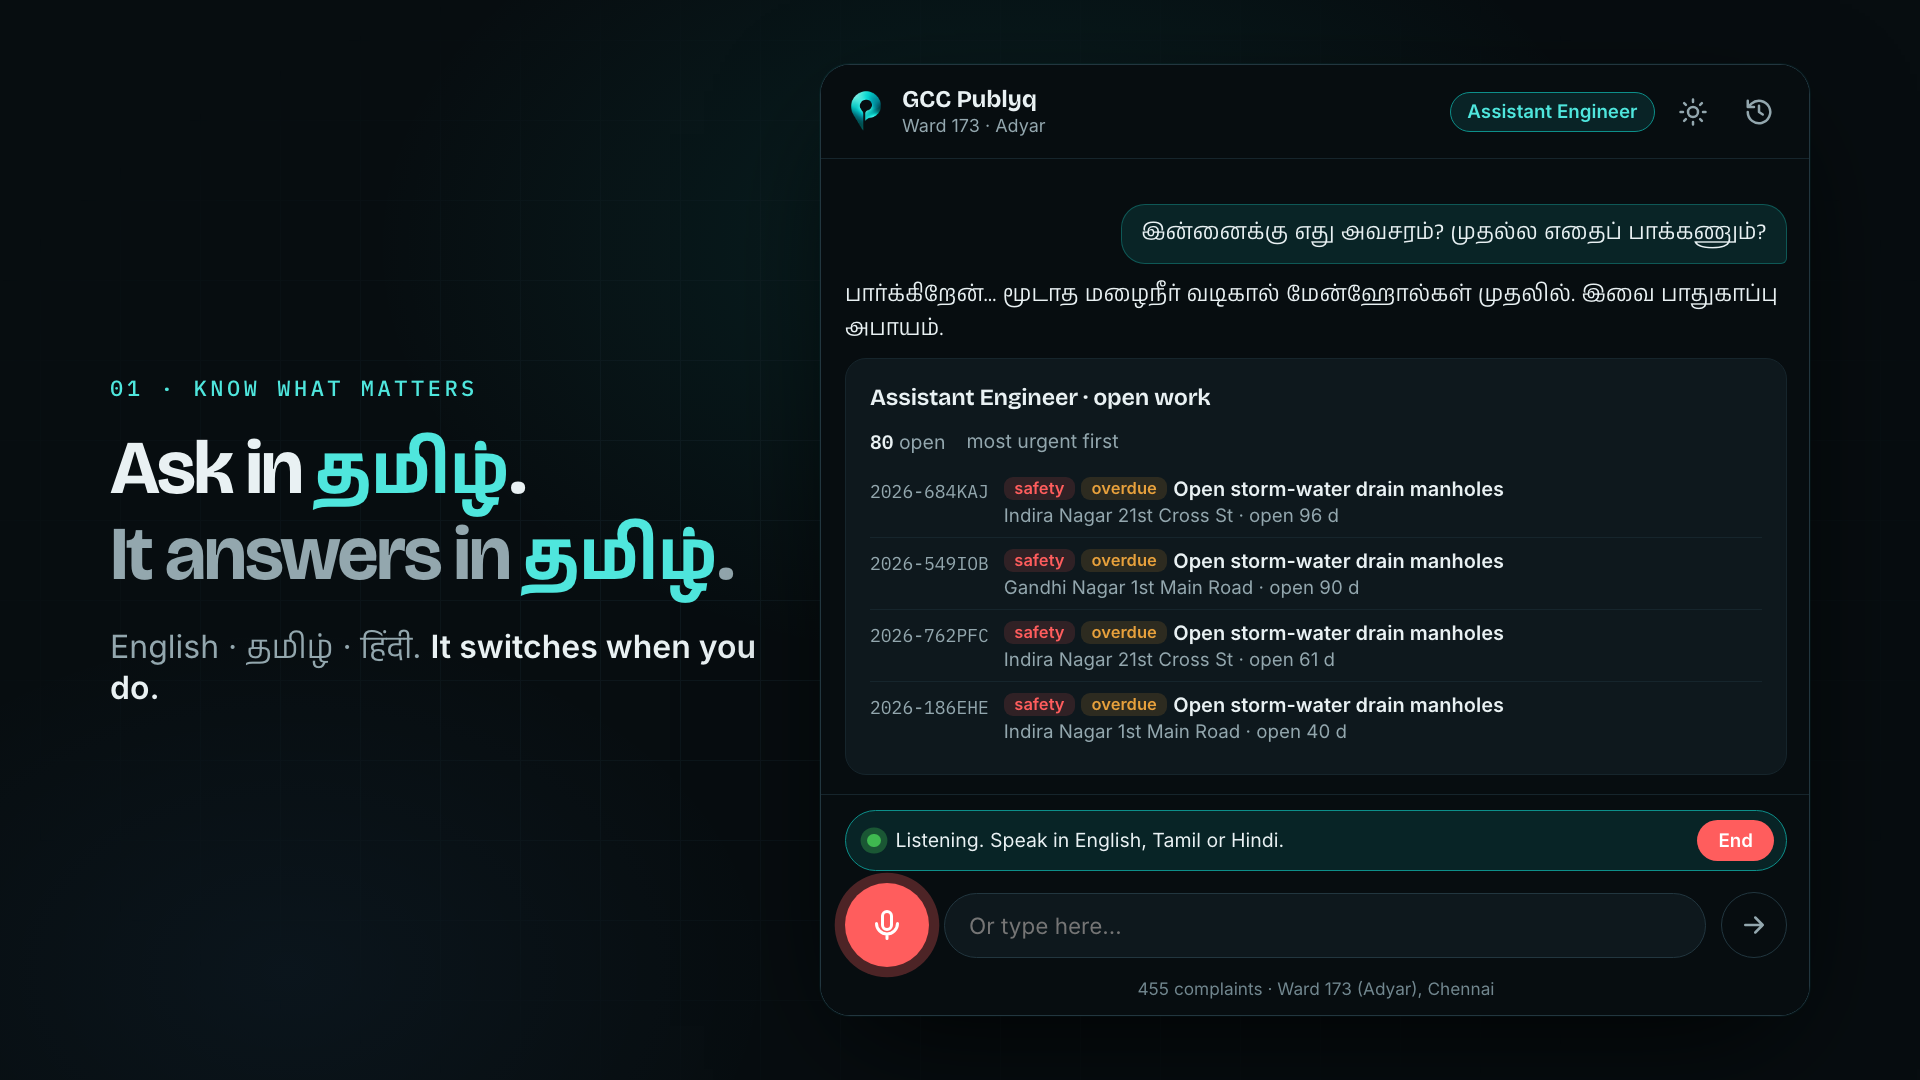 01 · KNOW WHAT MATTERS
Ask in தமிழ்.
It answers in தமிழ்.
English · தமிழ் · हिंदी. It switches when you
do.
GCC Publyq
Ward 173 · Adyar
Assistant Engineer
இன்னைக்கு எது அவசரம்? முதல்ல எதைப் பாக்கணும்?
பார்க்கிறேன்... மூடாத மழைநீர் வடிகால் மேன்ஹோல்கள் முதலில். இவை பாதுகாப்பு
அபாயம்.
Assistant Engineer · open work
80 open most urgent first
2026-684KAJ safety overdue Open storm-water drain manholes
Indira Nagar 21st Cross St · open 96 d
2026-549IOB safety overdue Open storm-water drain manholes
Gandhi Nagar 1st Main Road · open 90 d
2026-762PFC safety overdue Open storm-water drain manholes
Indira Nagar 21st Cross St · open 61 d
2026-186EHE safety overdue Open storm-water drain manholes
Indira Nagar 1st Main Road · open 40 d
Listening. Speak in English, Tamil or Hindi.
End
Or type here...
455 complaints · Ward 173 (Adyar), Chennai